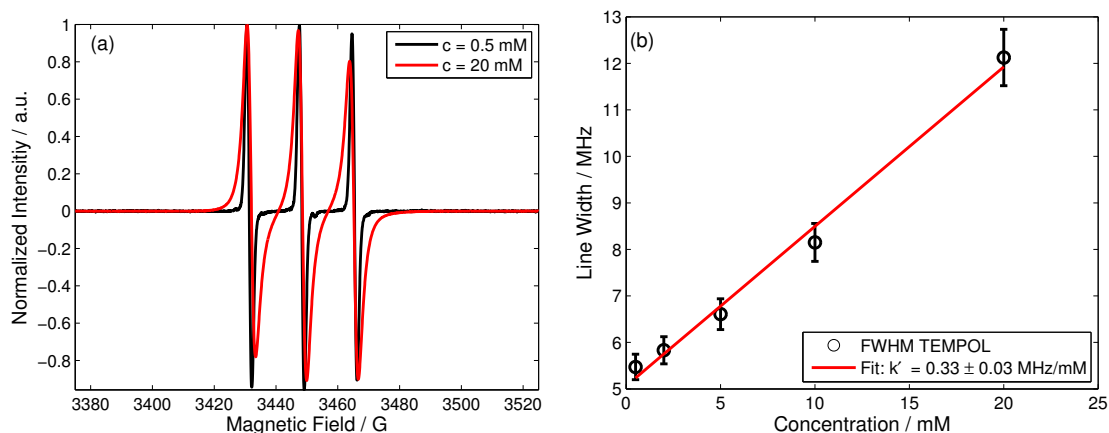 (a)
c = 0.5 mM
c = 20 mM
1
0.8
0.6
0.4
0.2
0
−0.2
−0.4
−0.6
−0.8
Normalized Intensitiy / a.u.
3380 3400 3420 3440 3460 3480 3500 3520
Magnetic Field / G
(b)
13
12
11
10
9
8
7
6
5
Line Width / MHz
FWHM TEMPOL
Fit: k′ = 0.33 ± 0.03 MHz/mM
0 5 10 15 20 25
Concentration / mM